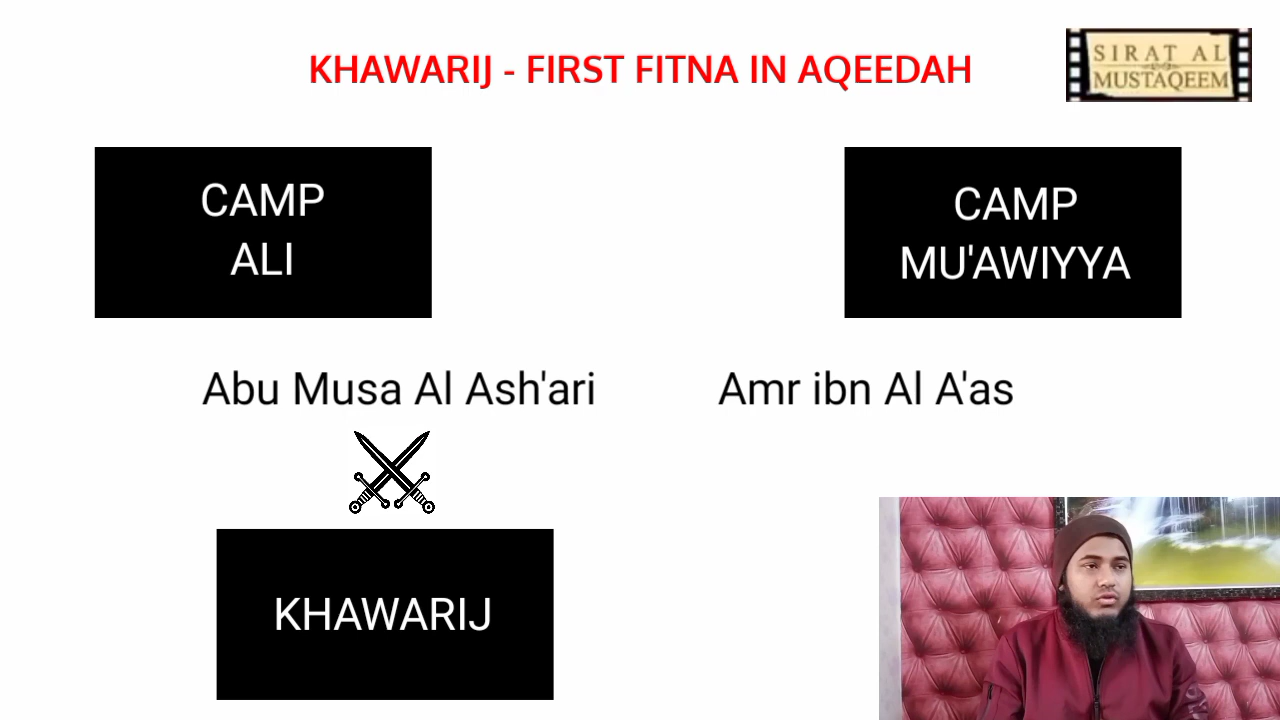 KHAWARIJ - FIRST FITNA IN AQEEDAH
SIRAT AL
MUSTAQEEM
CAMP
ALI
CAMP
MU'AWIYYA
Abu Musa Al Ash'ari
Amr ibn Al A'as
KHAWARIJ